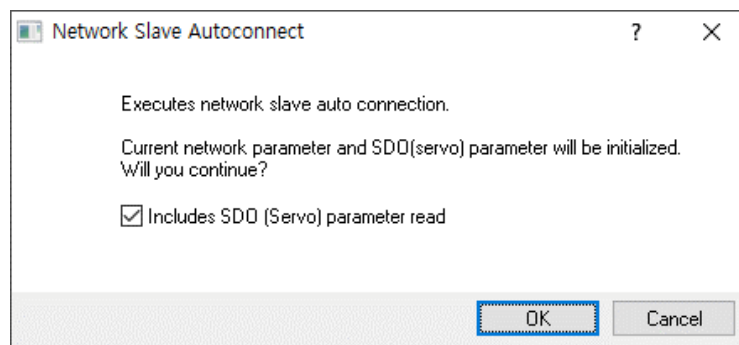 Network Slave Autoconnect ? ×
Executes network slave auto connection.
Current network parameter and SDO(servo) parameter will be initialized.
Will you continue?
Includes SDO (Servo) parameter read
OK Cancel